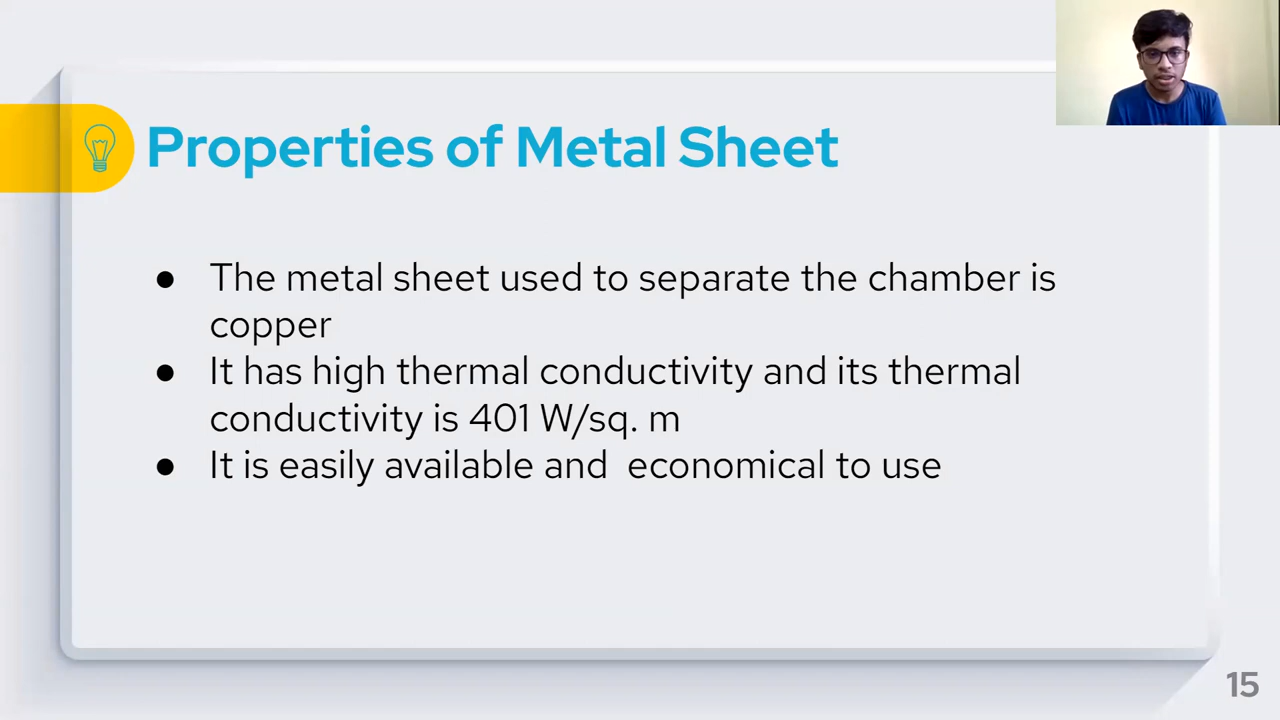 Properties of Metal Sheet
● The metal sheet used to separate the chamber is
copper
● It has high thermal conductivity and its thermal
conductivity is 401 W/sq. m
● It is easily available and  economical to use
15